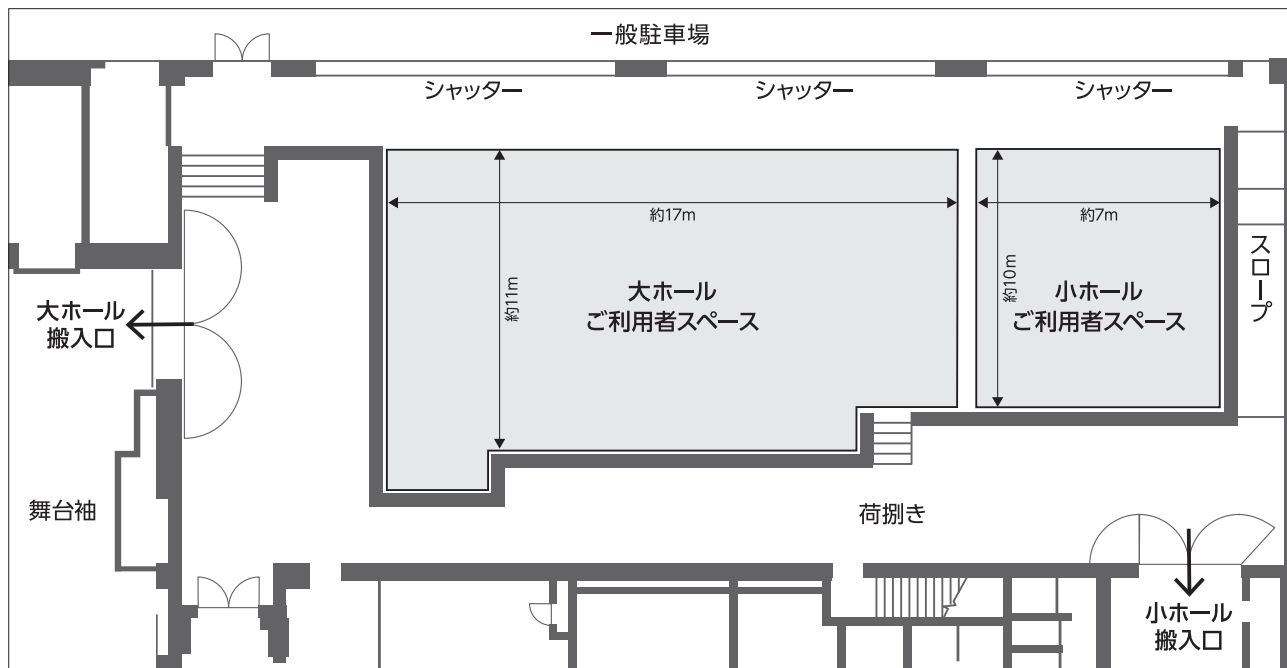 一般駐車場
シャッター
シャッター
シャッター
約17m
約7m
約11m
約10m
大ホール
ご利用者スペース
小ホール
ご利用者スペース
スロープ
大ホール
搬入口
舞台袖
荷捌き
小ホール
搬入口